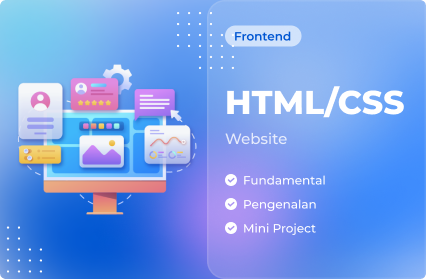 Frontend
HTML/CSS
Website
Fundamental
Pengenalan
Mini Project